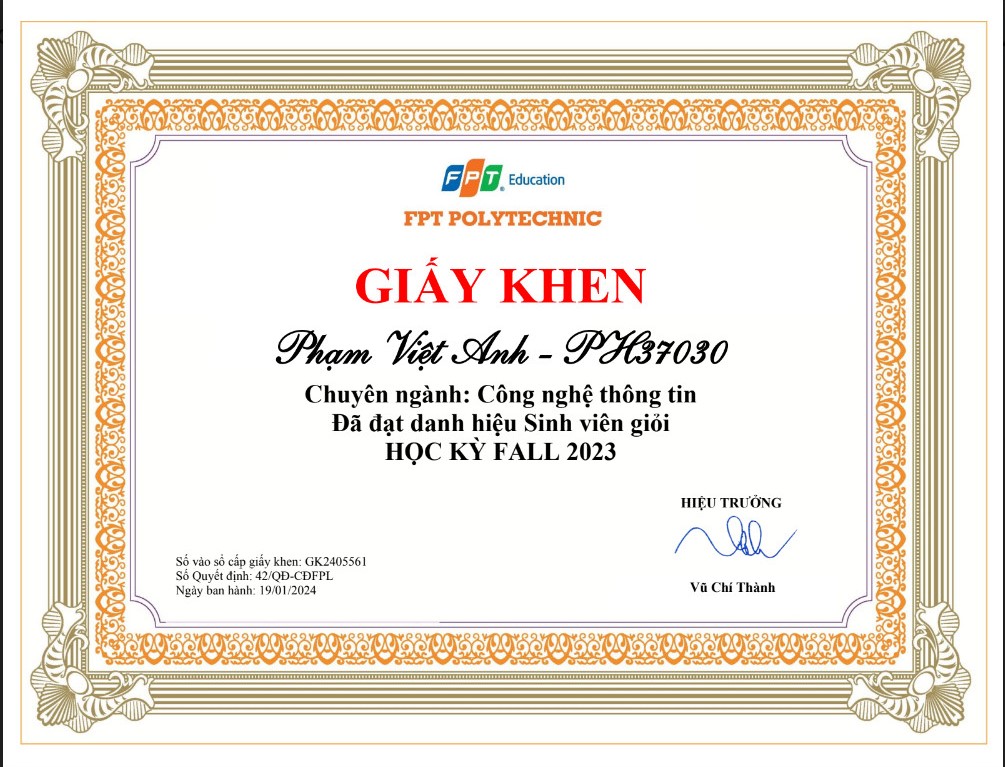 FPT Education
FPT POLYTECHNIC
GIẤY KHEN
Phạm Việt Anh - PH37030
Chuyên ngành: Công nghệ thông tin
Đã đạt danh hiệu Sinh viên giỏi
HỌC KỲ FALL 2023
HIỆU TRƯỞNG
Số vào sổ cấp giấy khen: GK2405561
Số Quyết định: 42/QĐ-CĐFPL
Ngày ban hành: 19/01/2024
Vũ Chí Thành